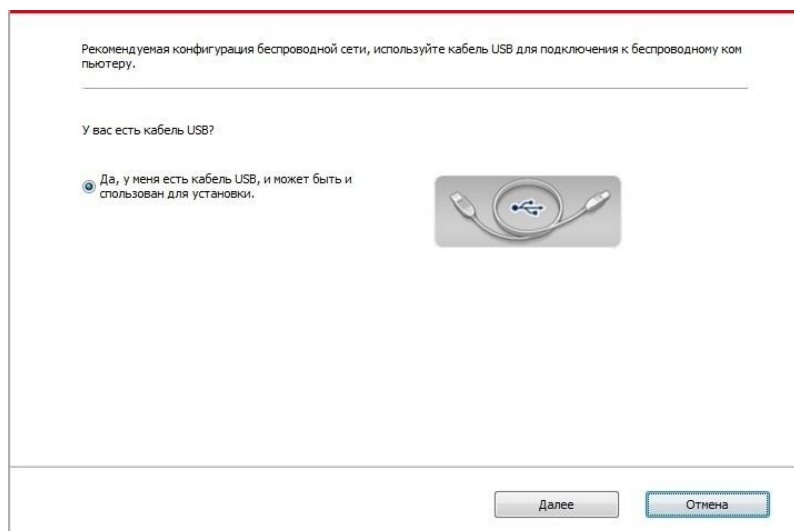 Рекомендуемая конфигурация беспроводной сети, используйте кабель USB для подключения к беспроводному ком
пьютеру.
У вас есть кабель USB?
Да, у меня есть кабель USB, и может быть и
спользован для установки.
Далее
Отмена